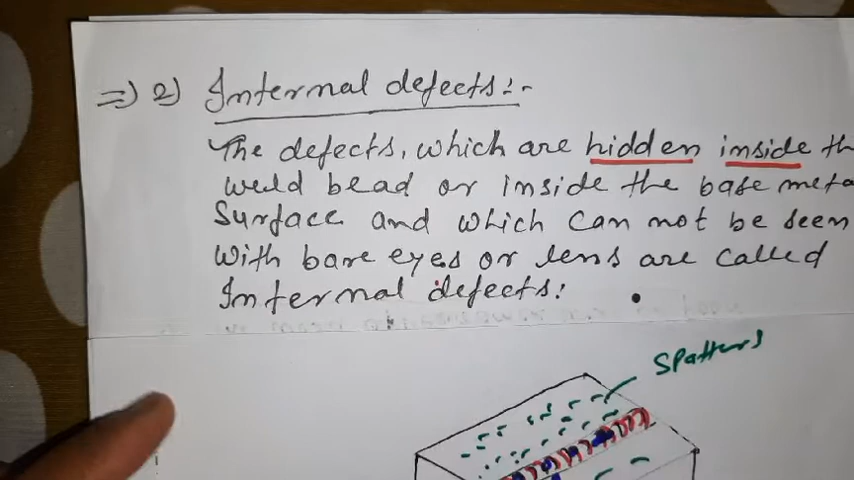 =) 2) Internal defects:-
The defects, which are hidden inside th
weld bead or inside the base meta
Surface and which can not be seen
With bare eyes or lens are called
Internal defects:
Spatters